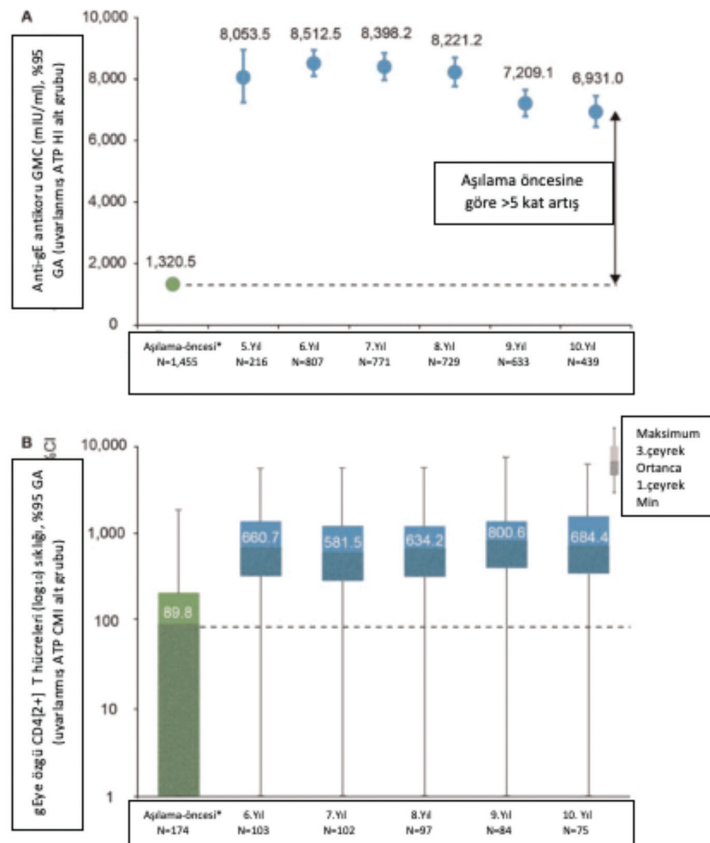 A
10,000
8,000
6,000
4,000
2,000
0
Anti-gE antikoru GMC (mIU/ml), %95
GA (uyarlanmış ATP HI alt grubu)
1,320.5
8,053.5
8,512.5
8,398.2
8,221.2
7,209.1
6,931.0
Aşılama öncesine
göre >5 kat artış
Aşılama-öncesi* 5.Yıl 6.Yıl 7.Yıl 8.Yıl 9.Yıl 10.Yıl
N=1,455 N=216 N=807 N=771 N=729 N=633 N=439
B
%CI
10,000
1,000
100
10
1
gEye özgü CD4[2+] T hücreleri (log10) sıklığı, %95 GA
(uyarlanmış ATP CMI alt grubu)
89.8
660.7
581.5
634.2
800.6
684.4
Maksimum
3.çeyrek
Ortanca
1.çeyrek
Min
Aşılama-öncesi* 6.Yıl 7.Yıl 8.Yıl 9.Yıl 10. Yıl
N=174 N=103 N=102 N=97 N=84 N=75